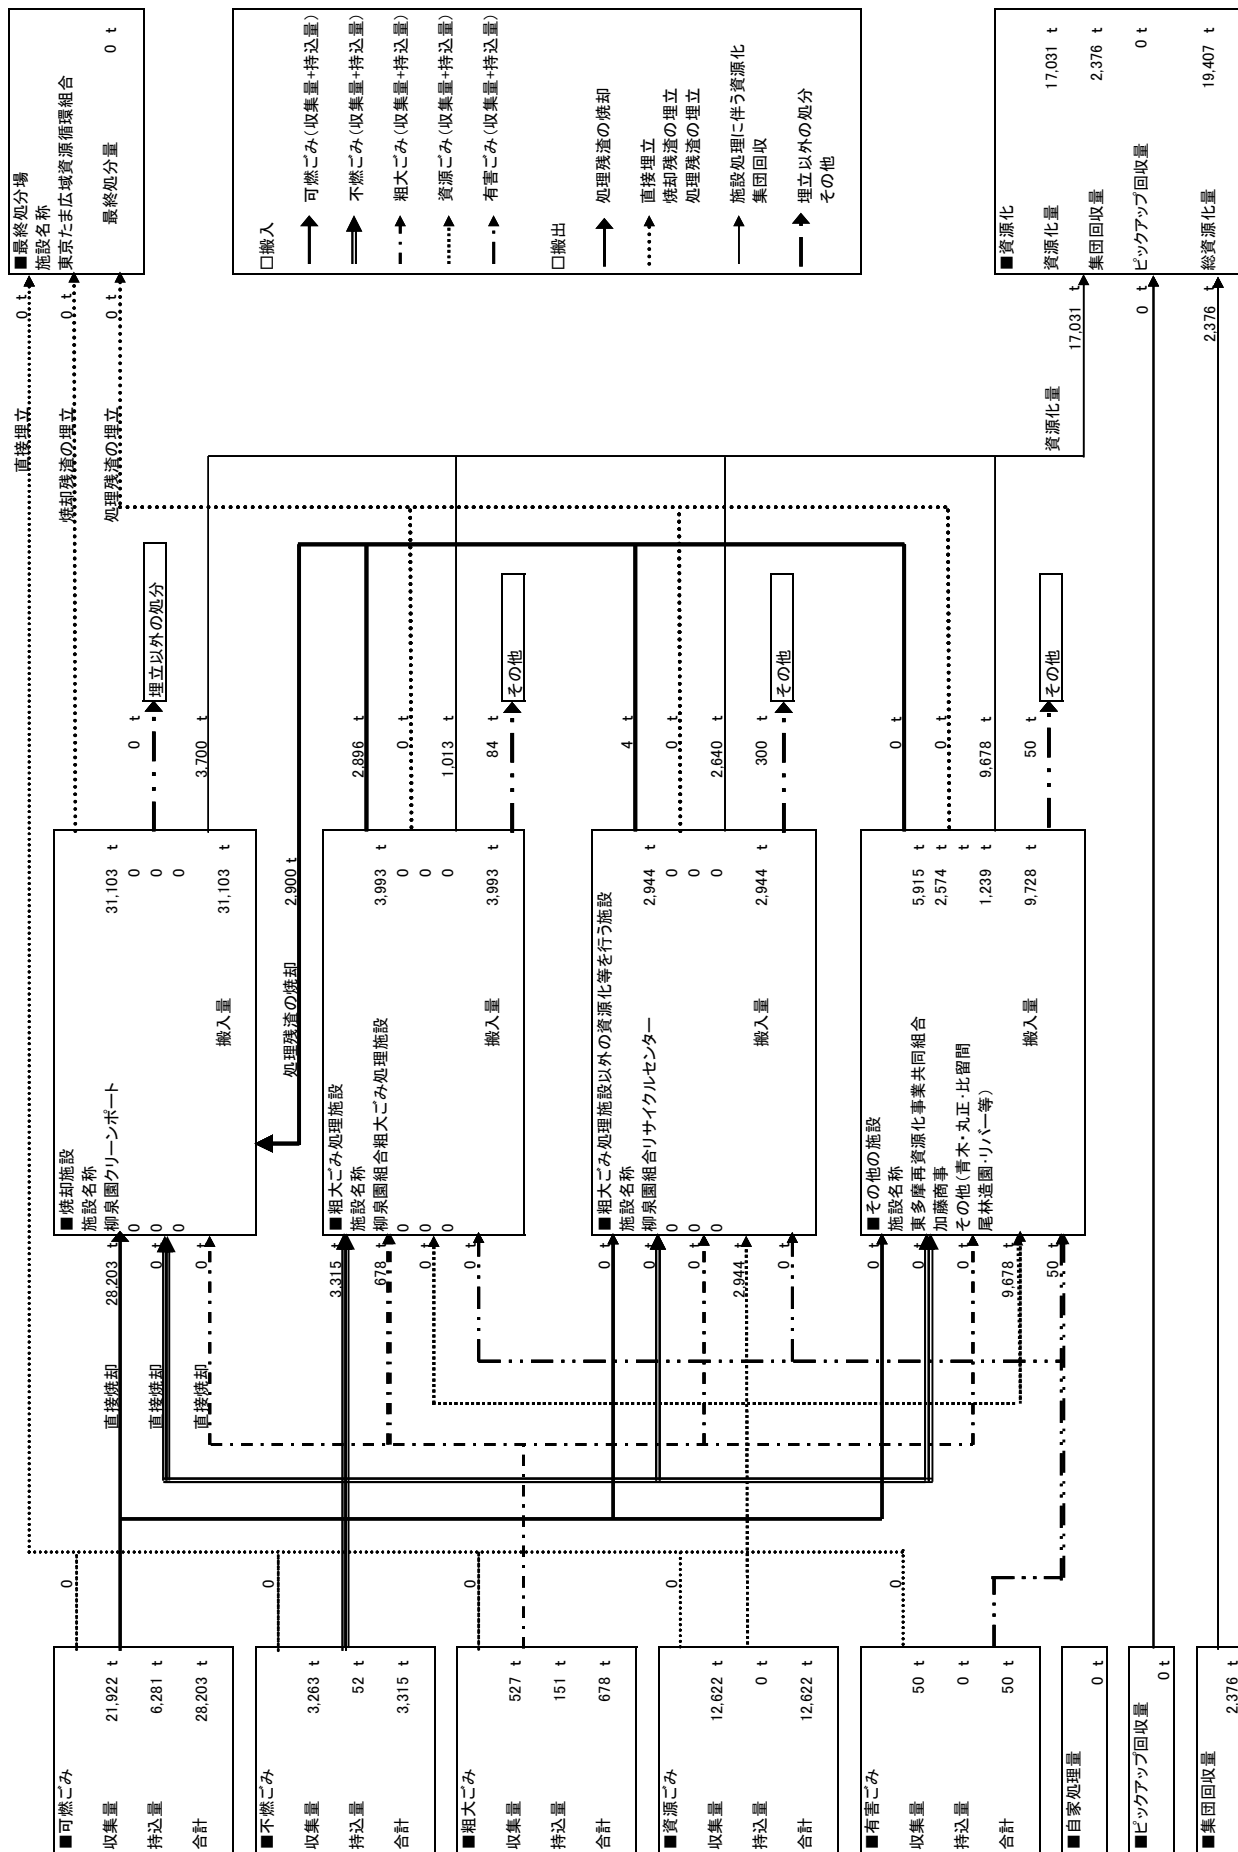 ■可燃ごみ
収集量 21,922 t
持込量 6,281 t
合計 28,203 t
■不燃ごみ
収集量 3,263 t
持込量 52 t
合計 3,315 t
■粗大ごみ
収集量 527 t
持込量 151 t
合計 678 t
■資源ごみ
収集量 12,622 t
持込量 0 t
合計 12,622 t
■有害ごみ
収集量 50 t
持込量 0 t
合計 50 t
■自家処理量
0 t
■ピックアップ回収量
0 t
■集団回収量
2,376 t
0
0
0
0
0
直接焼却 28,203 t
直接焼却 0 t
直接焼却 0 t
3,315 t
678 t
0 t
0 t
0 t
0 t
0 t
2,944 t
0 t
0 t
0 t
0 t
9,678 t
50 t
■焼却施設
施設名称
柳泉園クリーンポート 31,103 t
0 0
0 0
0 0
搬入量 31,103 t
処理残渣の焼却 2,900 t
■粗大ごみ処理施設
施設名称
柳泉園組合粗大ごみ処理施設 3,993 t
0 0
0 0
0 0
搬入量 3,993 t
■粗大ごみ処理施設以外の資源化等を行う施設
施設名称
柳泉園組合リサイクルセンター 2,944 t
0 0
0 0
0 0
搬入量 2,944 t
■その他の施設
施設名称
東多摩再資源化事業共同組合 5,915 t
加藤商事 2,574 t
その他(青木・丸正・比留間 t
尾林造園・リバー等) 1,239 t
搬入量 9,728 t
0 t
埋立以外の処分
3,700 t
2,896 t
0 t
1,013 t
84 t
その他
4 t
0 t
2,640 t
300 t
その他
0 t
0 t
9,678 t
50 t
その他
直接埋立 0 t
焼却残渣の埋立 0 t
処理残渣の埋立 0 t
資源化量 17,031 t
0 t
2,376 t
■最終処分場
施設名称
東京たま広域資源循環組合
最終処分量 0 t
□搬入
可燃ごみ(収集量+持込量)
不燃ごみ(収集量+持込量)
粗大ごみ(収集量+持込量)
資源ごみ(収集量+持込量)
有害ごみ(収集量+持込量)
□搬出
処理残渣の焼却
直接埋立
焼却残渣の埋立
処理残渣の埋立
施設処理に伴う資源化
集団回収
埋立以外の処分
その他
■資源化
資源化量 17,031 t
集団回収量 2,376 t
ピックアップ回収量 0 t
総資源化量 19,407 t